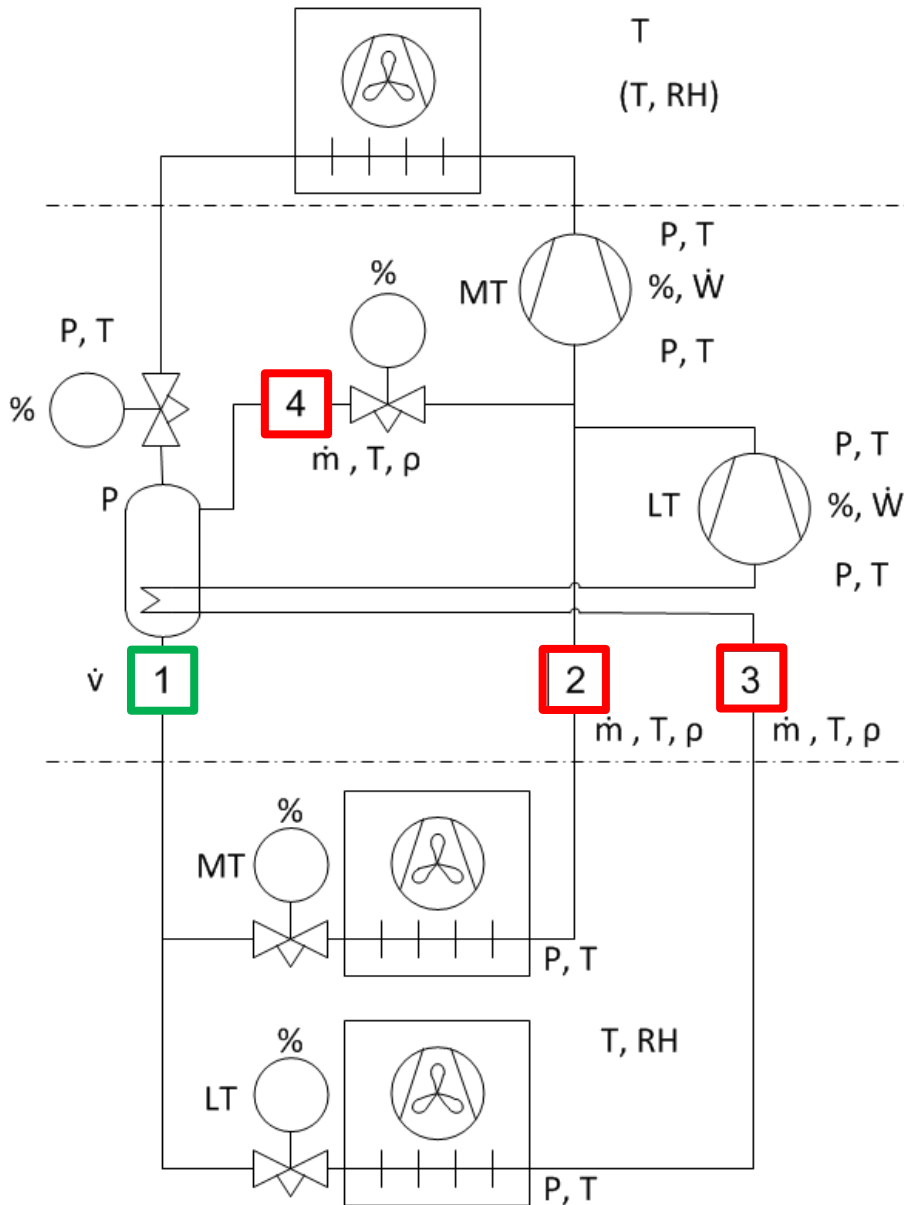 T
(T, RH)
P, T
MT
%, Ẇ
P, T
%
P, T
%
4
ṁ , T, ρ
P
P, T
LT
%, Ẇ
P, T
v̇
1
2
3
ṁ , T, ρ
ṁ , T, ρ
%
MT
P, T
T, RH
%
LT
P, T